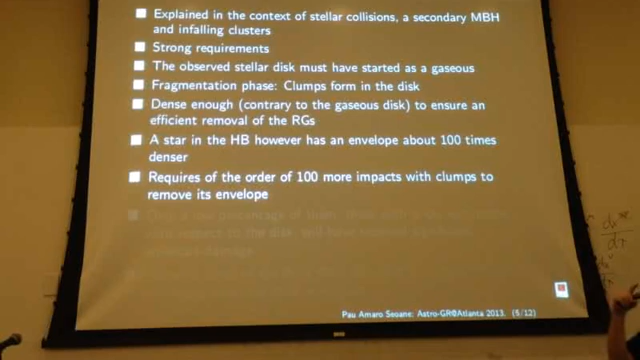 Explained in the context of stellar collisions, a secondary MBH
and infalling clusters
Strong requirements
The observed stellar disk must have started as a gaseous
Fragmentation phase: Clumps form in the disk
Dense enough (contrary to the gaseous disk) to ensure an
efficient removal of the RGs
A star in the HB however has an envelope about 100 times
denser
Requires of the order of 100 more impacts with clumps to
remove its envelope
Pau Amaro Seoane: Astro-GR@Atlanta 2013. (5/12)